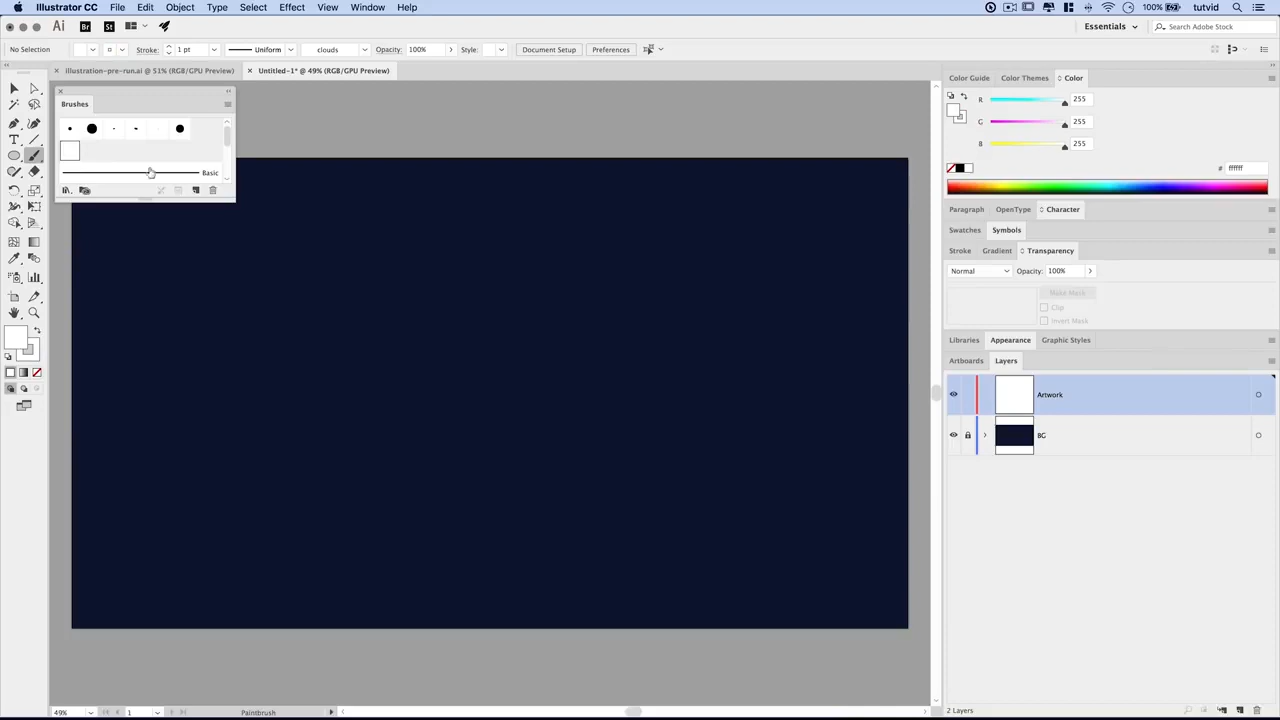 Illustrator CC File Edit Object Type Select Effect View Window Help 100% tutvid
Ai Br St Essentials Search Adobe Stock
No Selection Stroke: 1 pt Uniform clouds Opacity: 100% Style: Document Setup Preferences
illustration-pre-run.ai @ 51% (RGB/GPU Preview) Untitled-1* @ 49% (RGB/GPU Preview)
Color Guide Color Themes Color
Brushes
R 255
G 255
B 255
Basic
# ffffff
Paragraph OpenType Character
Swatches Symbols
Stroke Gradient Transparency
Normal Opacity: 100%
Make Mask
Clip
Invert Mask
Libraries Appearance Graphic Styles
Artboards Layers
Artwork
BG
49% 1 Paintbrush 2 Layers